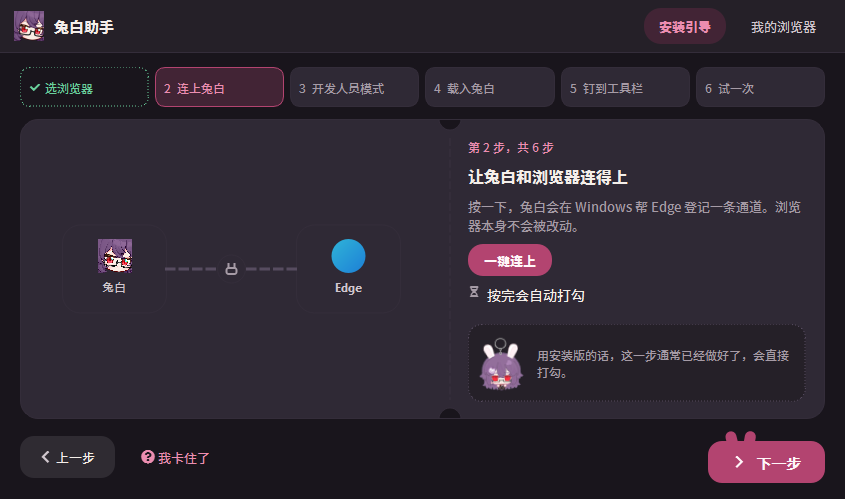 兔白助手
安装引导
我的浏览器
选浏览器
2 连上兔白
3 开发人员模式
4 载入兔白
5 钉到工具栏
6 试一次
第 2 步，共 6 步
让兔白和浏览器连得上
按一下，兔白会在 Windows 帮 Edge 登记一条通道。浏览
器本身不会被改动。
一键连上
按完会自动打勾
兔白
Edge
用安装版的话，这一步通常已经做好了，会直接
打勾。
上一步
我卡住了
下一步